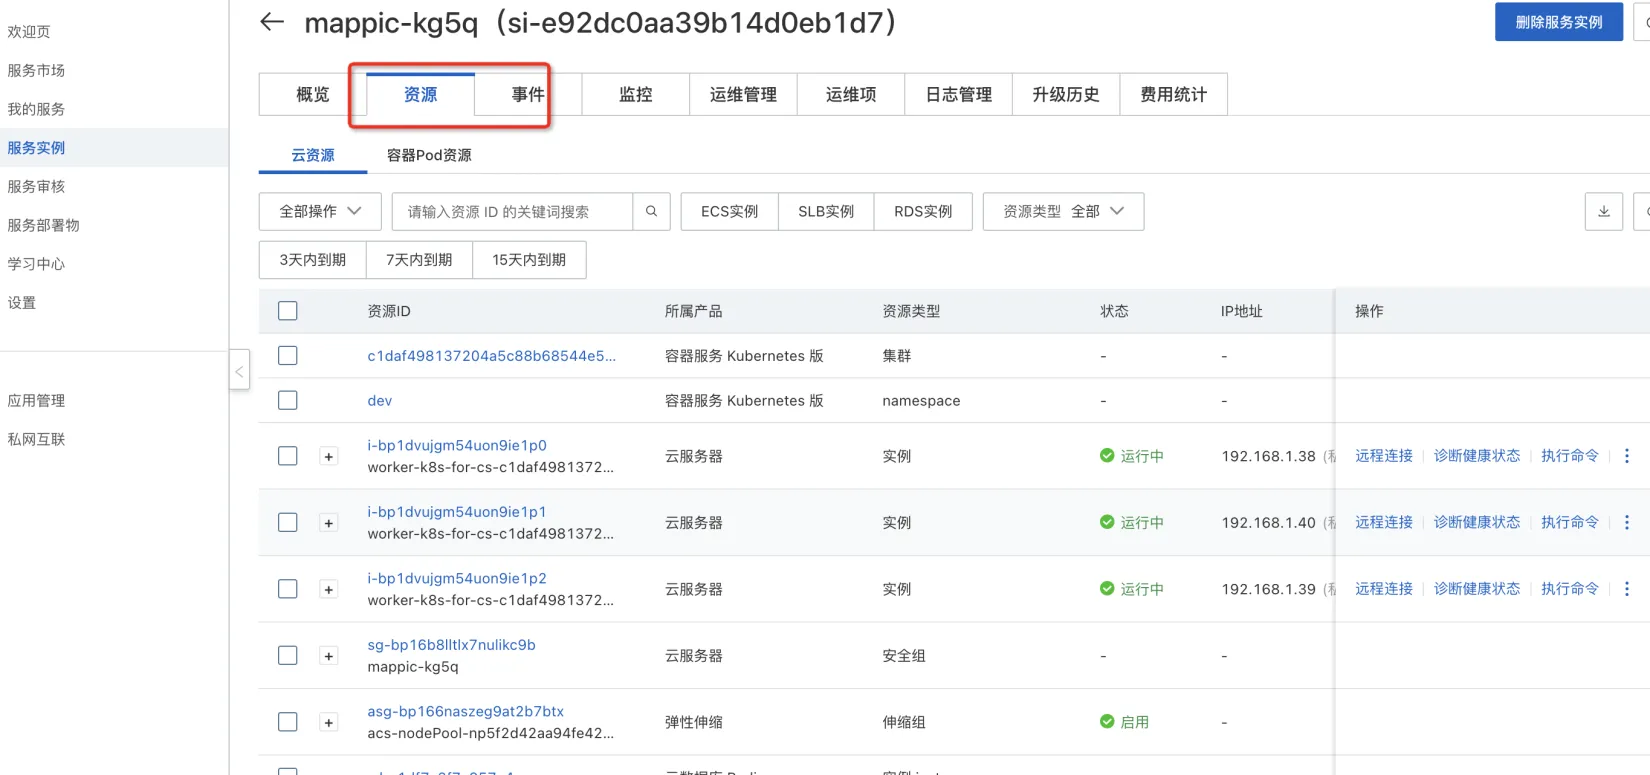 欢迎页
服务市场
我的服务
服务实例
服务审核
服务部署物
学习中心
设置
应用管理
私网互联
← mappic-kg5q（si-e92dc0aa39b14d0eb1d7）
删除服务实例
概览 资源 事件 监控 运维管理 运维项 日志管理 升级历史 费用统计
云资源 容器Pod资源
全部操作 请输入资源 ID 的关键词搜索 ECS实例 SLB实例 RDS实例 资源类型 全部
3天内到期 7天内到期 15天内到期
资源ID 所属产品 资源类型 状态 IP地址 操作
c1daf498137204a5c88b68544e5... 容器服务 Kubernetes 版 集群 - -
dev 容器服务 Kubernetes 版 namespace - -
i-bp1dvujgm54uon9ie1p0
worker-k8s-for-cs-c1daf4981372... 云服务器 实例 运行中 192.168.1.38 远程连接 诊断健康状态 执行命令
i-bp1dvujgm54uon9ie1p1
worker-k8s-for-cs-c1daf4981372... 云服务器 实例 运行中 192.168.1.40 远程连接 诊断健康状态 执行命令
i-bp1dvujgm54uon9ie1p2
worker-k8s-for-cs-c1daf4981372... 云服务器 实例 运行中 192.168.1.39 远程连接 诊断健康状态 执行命令
sg-bp16b8lltlx7nulikc9b
mappic-kg5q 云服务器 安全组 - -
asg-bp166naszeg9at2b7btx
acs-nodePool-np5f2d42aa94fe42... 弹性伸缩 伸缩组 启用 -